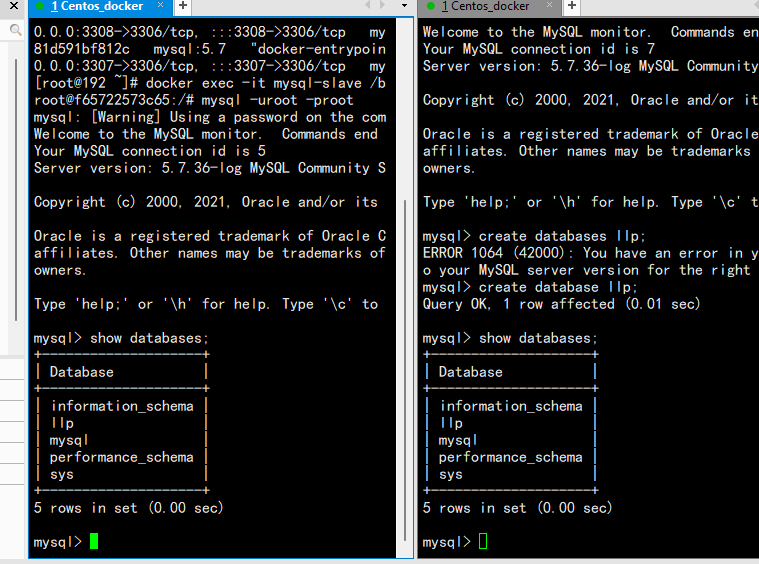 1 Centos_docker
0.0.0:3308->3306/tcp, :::3308->3306/tcp   my
81d591bf812c   mysql:5.7   "docker-entrypoin
0.0.0:3307->3306/tcp, :::3307->3306/tcp   my
[root@192 ~]# docker exec -it mysql-slave /b
root@f65722573c65:/# mysql -uroot -proot
mysql: [Warning] Using a password on the com
Welcome to the MySQL monitor.  Commands end
Your MySQL connection id is 5
Server version: 5.7.36-log MySQL Community S
Copyright (c) 2000, 2021, Oracle and/or its
Oracle is a registered trademark of Oracle C
affiliates. Other names may be trademarks of
owners.
Type 'help;' or '\h' for help. Type '\c' to
mysql> show databases;
+--------------------+
| Database           |
+--------------------+
| information_schema |
| llp                |
| mysql              |
| performance_schema |
| sys                |
+--------------------+
5 rows in set (0.00 sec)
mysql>
1 Centos_docker
Welcome to the MySQL monitor.  Commands en
Your MySQL connection id is 7
Server version: 5.7.36-log MySQL Community
Copyright (c) 2000, 2021, Oracle and/or it
Oracle is a registered trademark of Oracle
affiliates. Other names may be trademarks
owners.
Type 'help;' or '\h' for help. Type '\c' t
mysql> create databases llp;
ERROR 1064 (42000): You have an error in y
o your MySQL server version for the right
mysql> create database llp;
Query OK, 1 row affected (0.01 sec)
mysql> show databases;
+--------------------+
| Database           |
+--------------------+
| information_schema |
| llp                |
| mysql              |
| performance_schema |
| sys                |
+--------------------+
5 rows in set (0.00 sec)
mysql>